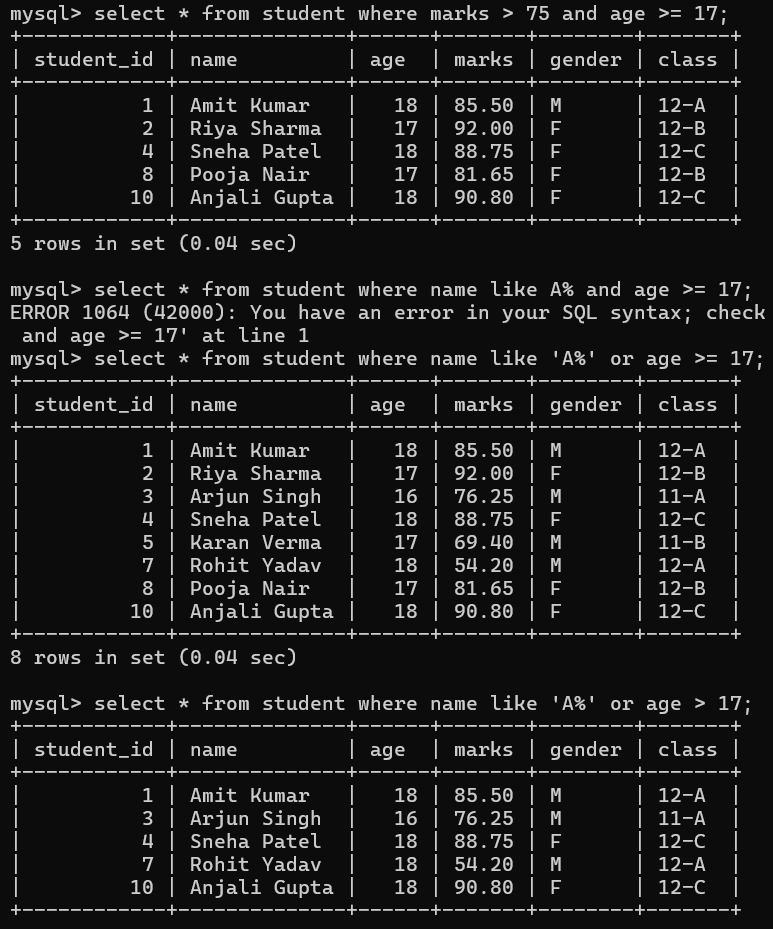 mysql> select * from student where marks > 75 and age >= 17;
+------------+--------------+------+-------+--------+-------+
| student_id | name         | age  | marks | gender | class |
+------------+--------------+------+-------+--------+-------+
|          1 | Amit Kumar   |   18 | 85.50 | M      | 12-A  |
|          2 | Riya Sharma  |   17 | 92.00 | F      | 12-B  |
|          4 | Sneha Patel  |   18 | 88.75 | F      | 12-C  |
|          8 | Pooja Nair   |   17 | 81.65 | F      | 12-B  |
|         10 | Anjali Gupta |   18 | 90.80 | F      | 12-C  |
+------------+--------------+------+-------+--------+-------+
5 rows in set (0.04 sec)

mysql> select * from student where name like A% and age >= 17;
ERROR 1064 (42000): You have an error in your SQL syntax; check
 and age >= 17' at line 1
mysql> select * from student where name like 'A%' or age >= 17;
+------------+--------------+------+-------+--------+-------+
| student_id | name         | age  | marks | gender | class |
+------------+--------------+------+-------+--------+-------+
|          1 | Amit Kumar   |   18 | 85.50 | M      | 12-A  |
|          2 | Riya Sharma  |   17 | 92.00 | F      | 12-B  |
|          3 | Arjun Singh  |   16 | 76.25 | M      | 11-A  |
|          4 | Sneha Patel  |   18 | 88.75 | F      | 12-C  |
|          5 | Karan Verma  |   17 | 69.40 | M      | 11-B  |
|          7 | Rohit Yadav  |   18 | 54.20 | M      | 12-A  |
|          8 | Pooja Nair   |   17 | 81.65 | F      | 12-B  |
|         10 | Anjali Gupta |   18 | 90.80 | F      | 12-C  |
+------------+--------------+------+-------+--------+-------+
8 rows in set (0.04 sec)

mysql> select * from student where name like 'A%' or age > 17;
+------------+--------------+------+-------+--------+-------+
| student_id | name         | age  | marks | gender | class |
+------------+--------------+------+-------+--------+-------+
|          1 | Amit Kumar   |   18 | 85.50 | M      | 12-A  |
|          3 | Arjun Singh  |   16 | 76.25 | M      | 11-A  |
|          4 | Sneha Patel  |   18 | 88.75 | F      | 12-C  |
|          7 | Rohit Yadav  |   18 | 54.20 | M      | 12-A  |
|         10 | Anjali Gupta |   18 | 90.80 | F      | 12-C  |
+------------+--------------+------+-------+--------+-------+